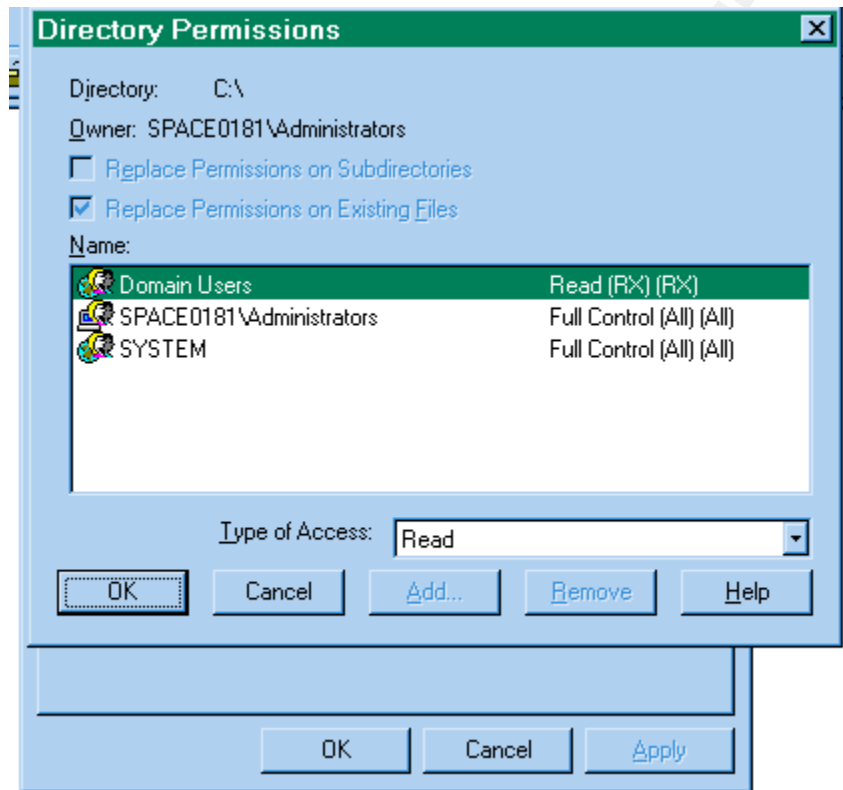 Directory Permissions
Directory: C:\
Owner: SPACE0181\Administrators
Replace Permissions on Subdirectories
Replace Permissions on Existing Files
Name:
Domain Users Read (RX) (RX)
SPACE0181\Administrators Full Control (All) (All)
SYSTEM Full Control (All) (All)
Type of Access: Read
OK Cancel Add... Remove Help
OK Cancel Apply